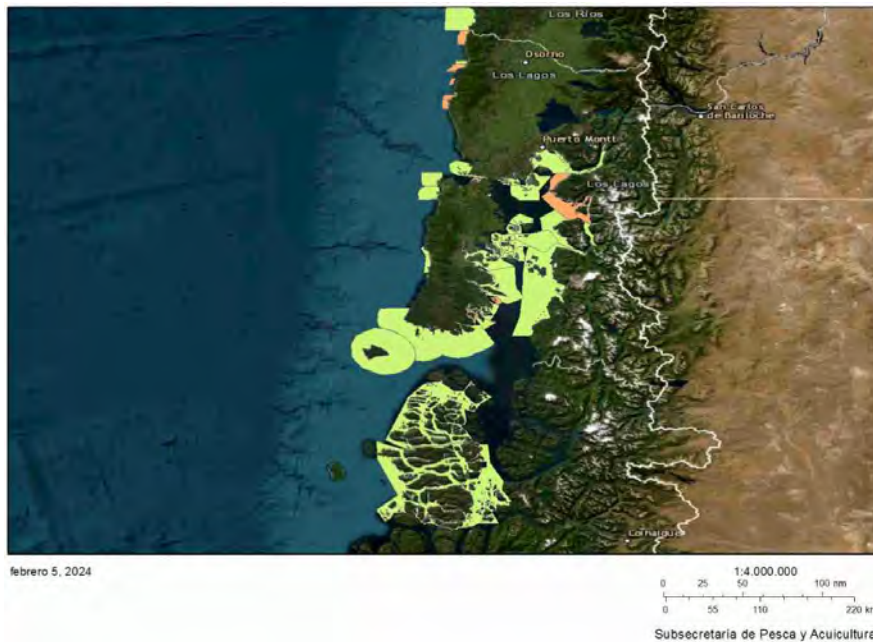 Los Ríos
Osorno
Los Lagos
San Carlos
de Bariloche
Puerto Montt
Los Lagos
febrero 5, 2024
1:4.000.000
0 25 50 100 nm
0 55 110 220 km
Subsecretaría de Pesca y Acuicultura